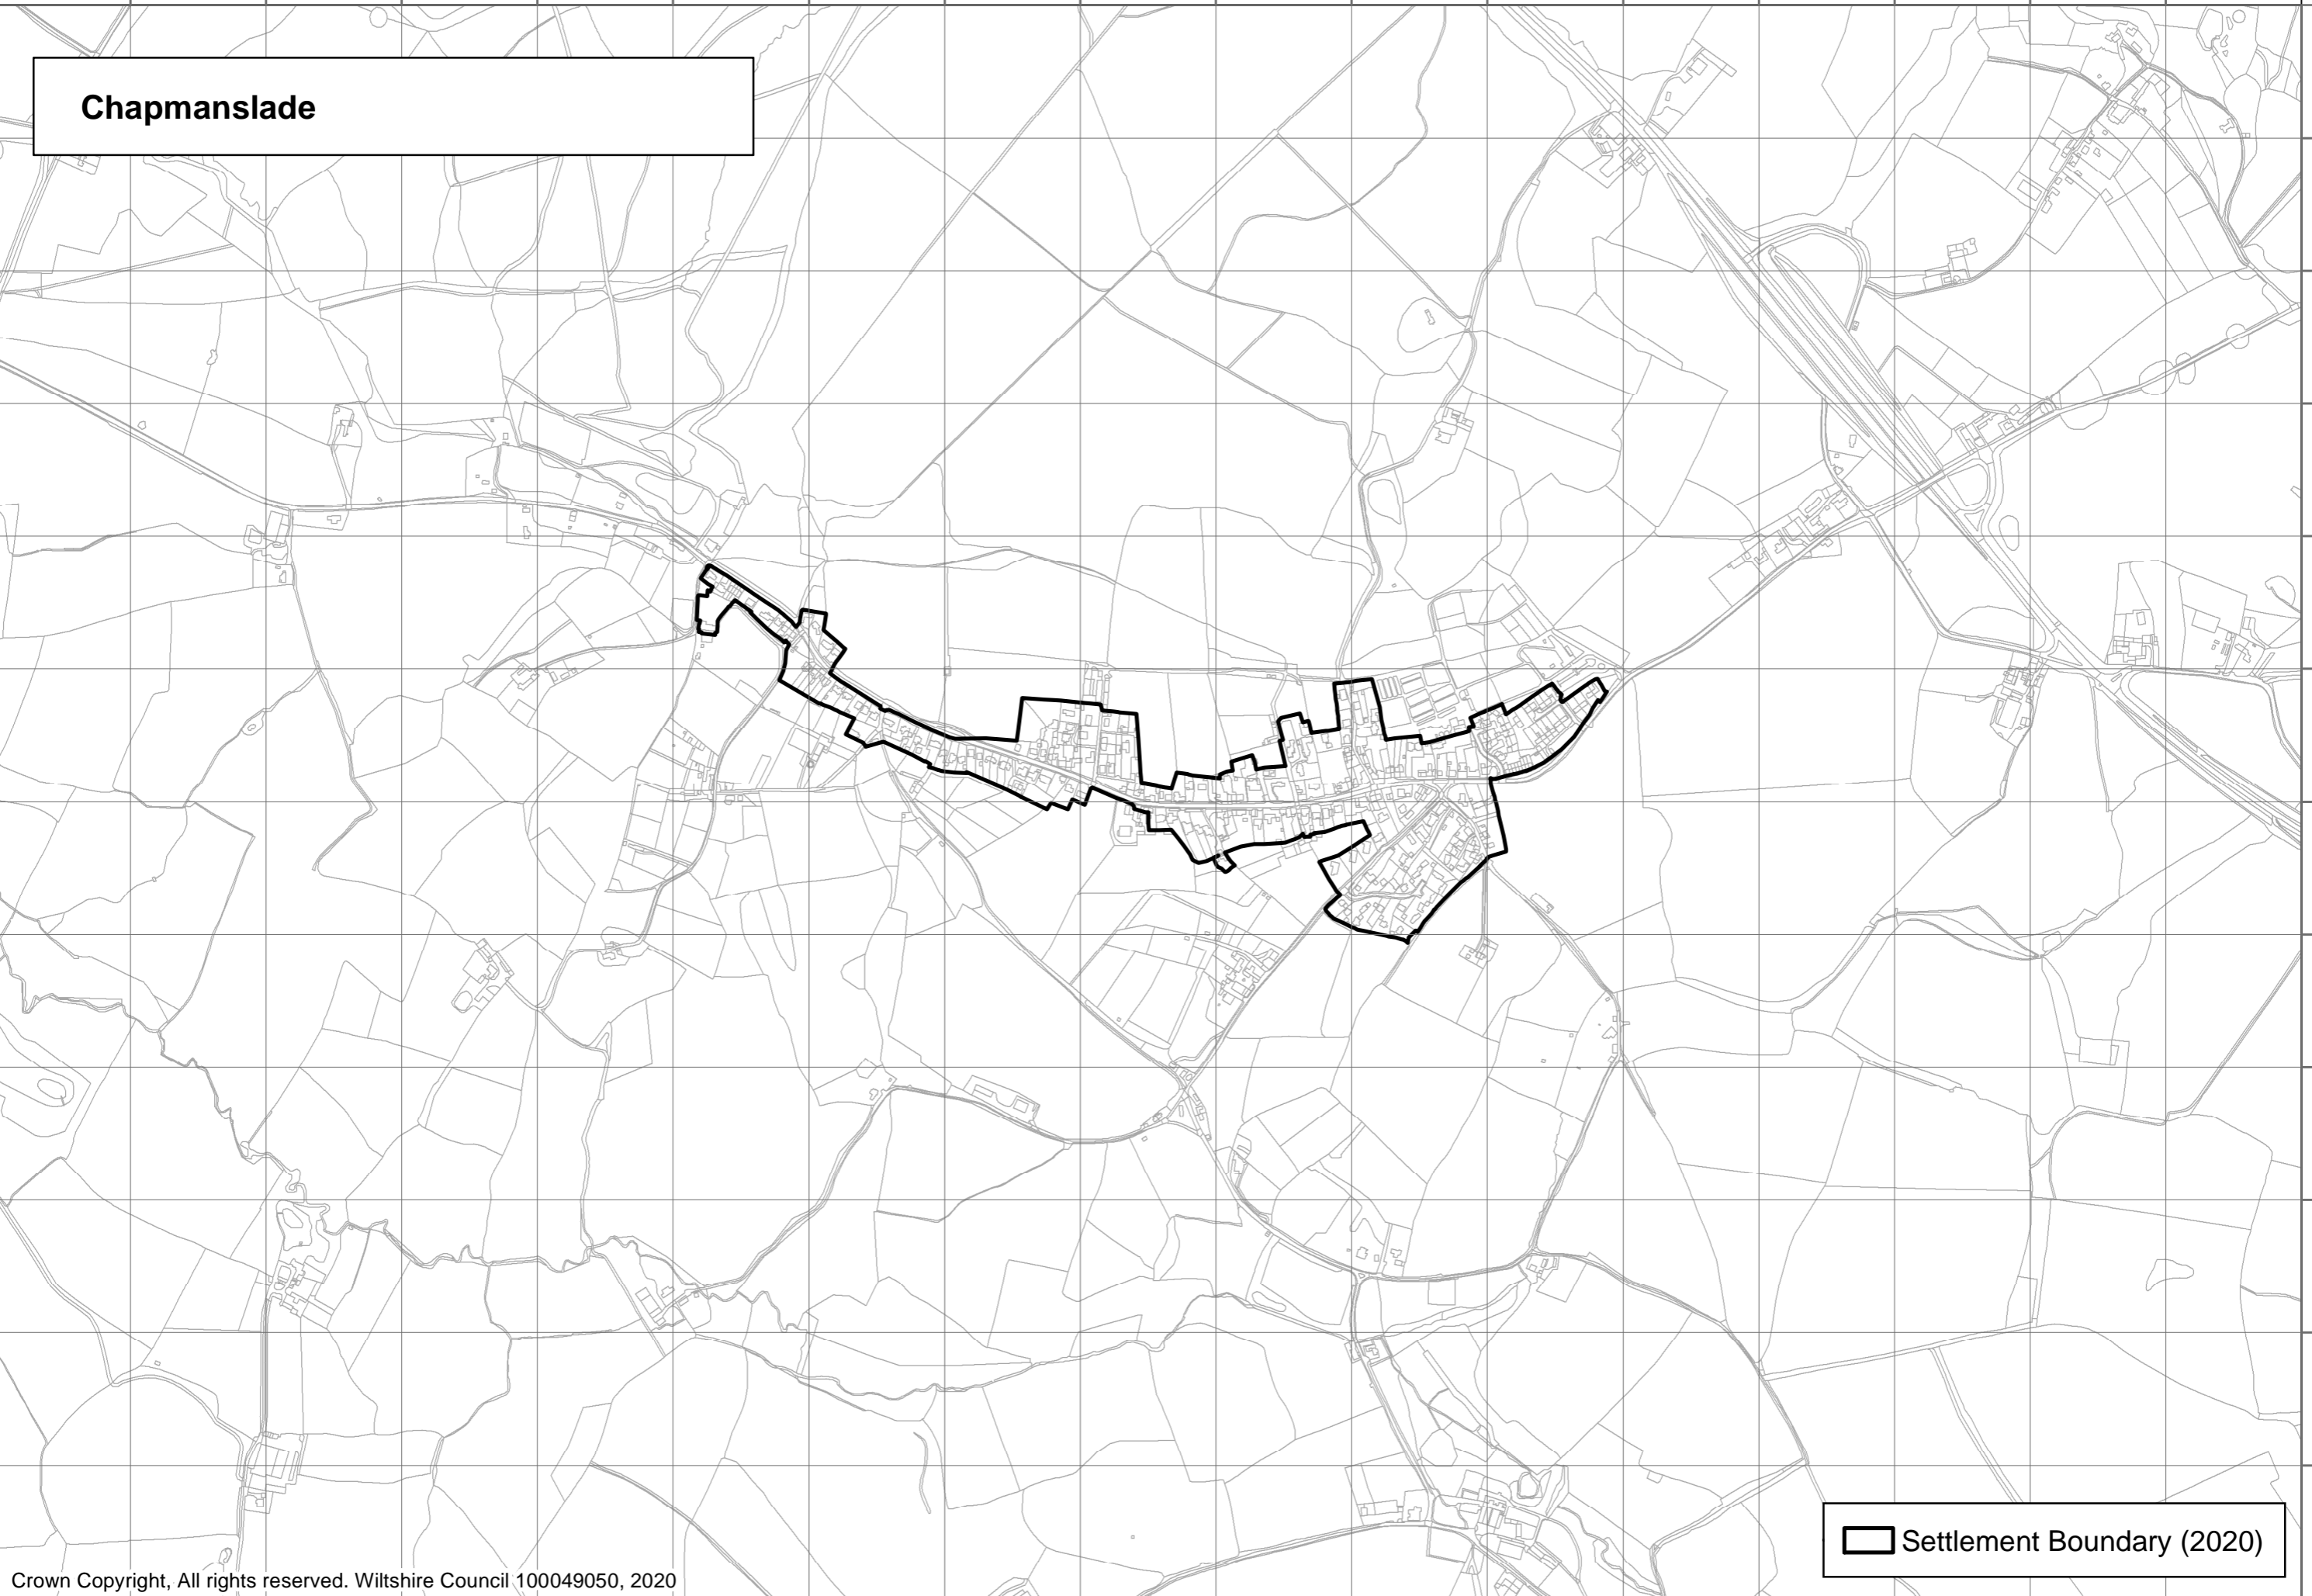 Chapmanslade
Settlement Boundary (2020)
Crown Copyright, All rights reserved. Wiltshire Council 100049050, 2020